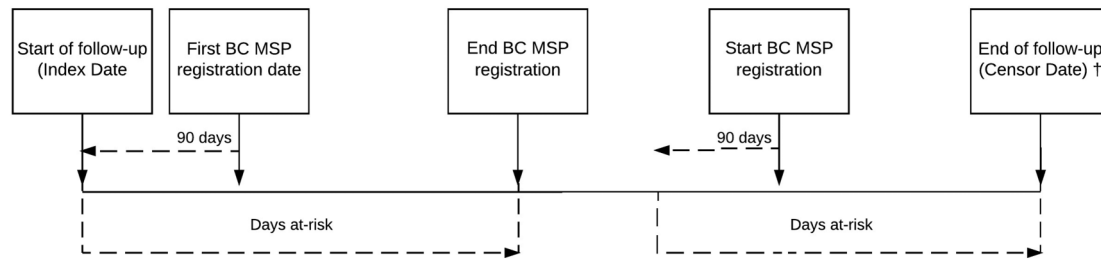 Start of follow-up
(Index Date
First BC MSP
registration date
End BC MSP
registration
Start BC MSP
registration
End of follow-up
(Censor Date) †
90 days
90 days
Days at-risk
Days at-risk